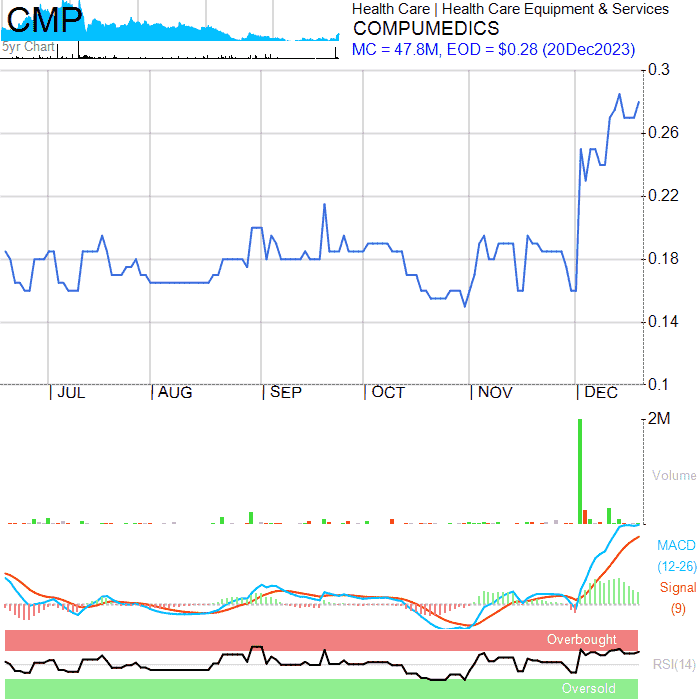 CMP
5yr Chart
Health Care | Health Care Equipment & Services
COMPUMEDICS
MC = 47.8M, EOD = $0.28 (20Dec2023)
0.3
0.26
0.22
0.18
0.14
0.1
JUL AUG SEP OCT NOV DEC
2M
Volume
MACD
(12-26)
Signal
(9)
Overbought
RSI(14)
Oversold